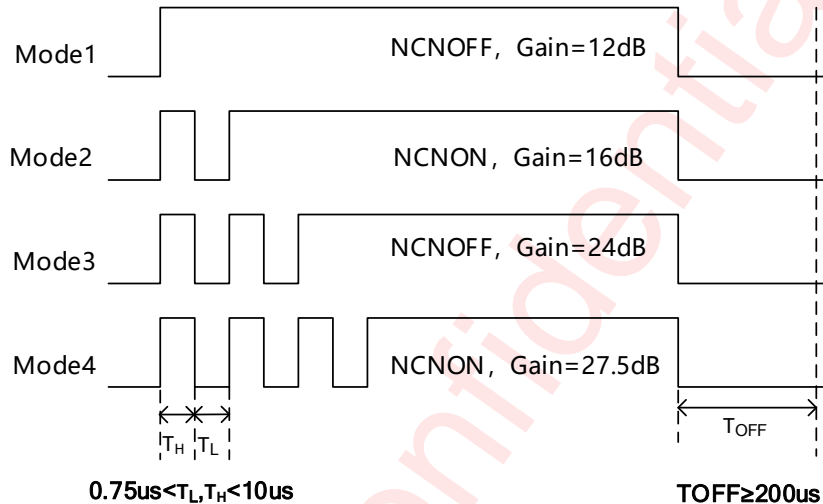 Mode1
NCNOFF, Gain=12dB
Mode2
NCNON, Gain=16dB
Mode3
NCNOFF, Gain=24dB
Mode4
NCNON, Gain=27.5dB
TH TL
TOFF
0.75us<TL,TH<10us
TOFF≥200us
onfidentia